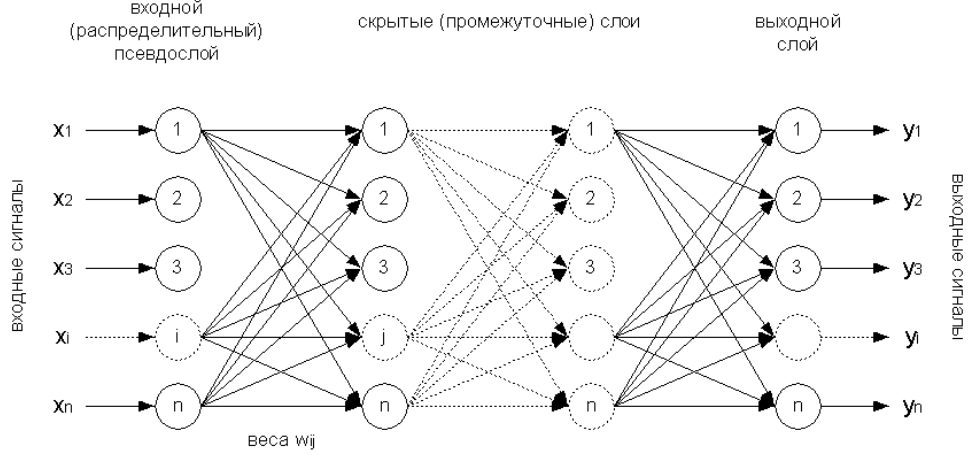 входной
(распределительный)
псевдослой
скрытые (промежуточные) слои
выходной
слой
входные сигналы
x1 1 1 1 1 y1
x2 2 2 2 2 y2
x3 3 3 3 3 y3
xi i j yi
xn n n n n yn
выходные сигналы
веса wij